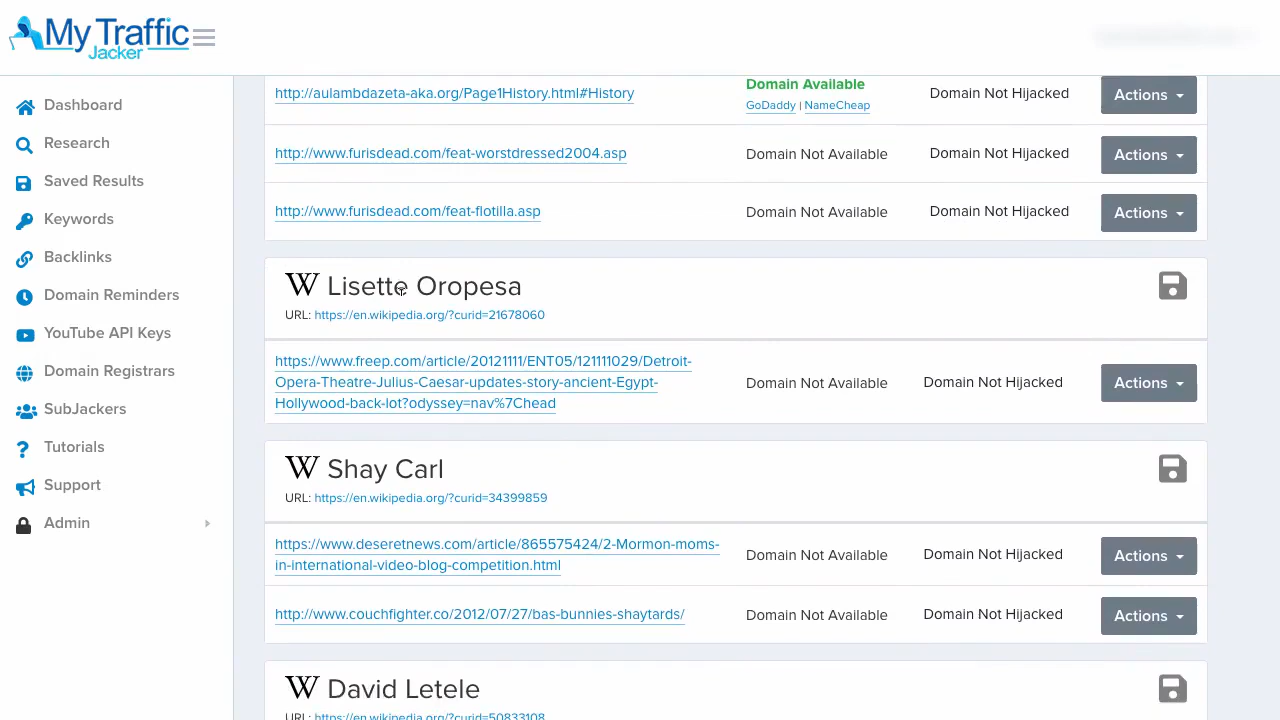 My Traffic
Jacker
Dashboard
Research
Saved Results
Keywords
Backlinks
Domain Reminders
YouTube API Keys
Domain Registrars
SubJackers
Tutorials
Support
Admin
http://aulambdazeta-aka.org/Page1History.html#History
Domain Available
GoDaddy | NameCheap
Domain Not Hijacked
Actions
http://www.furisdead.com/feat-worstdressed2004.asp
Domain Not Available
Domain Not Hijacked
Actions
http://www.furisdead.com/feat-flotilla.asp
Domain Not Available
Domain Not Hijacked
Actions
W Lisette Oropesa
URL: https://en.wikipedia.org/?curid=21678060
https://www.freep.com/article/20121111/ENT05/121111029/Detroit-
Opera-Theatre-Julius-Caesar-updates-story-ancient-Egypt-
Hollywood-back-lot?odyssey=nav%7Chead
Domain Not Available
Domain Not Hijacked
Actions
W Shay Carl
URL: https://en.wikipedia.org/?curid=34399859
https://www.deseretnews.com/article/865575424/2-Mormon-moms-
in-international-video-blog-competition.html
Domain Not Available
Domain Not Hijacked
Actions
http://www.couchfighter.co/2012/07/27/bas-bunnies-shaytards/
Domain Not Available
Domain Not Hijacked
Actions
W David Letele
URL: https://en.wikipedia.org/?curid=50833108